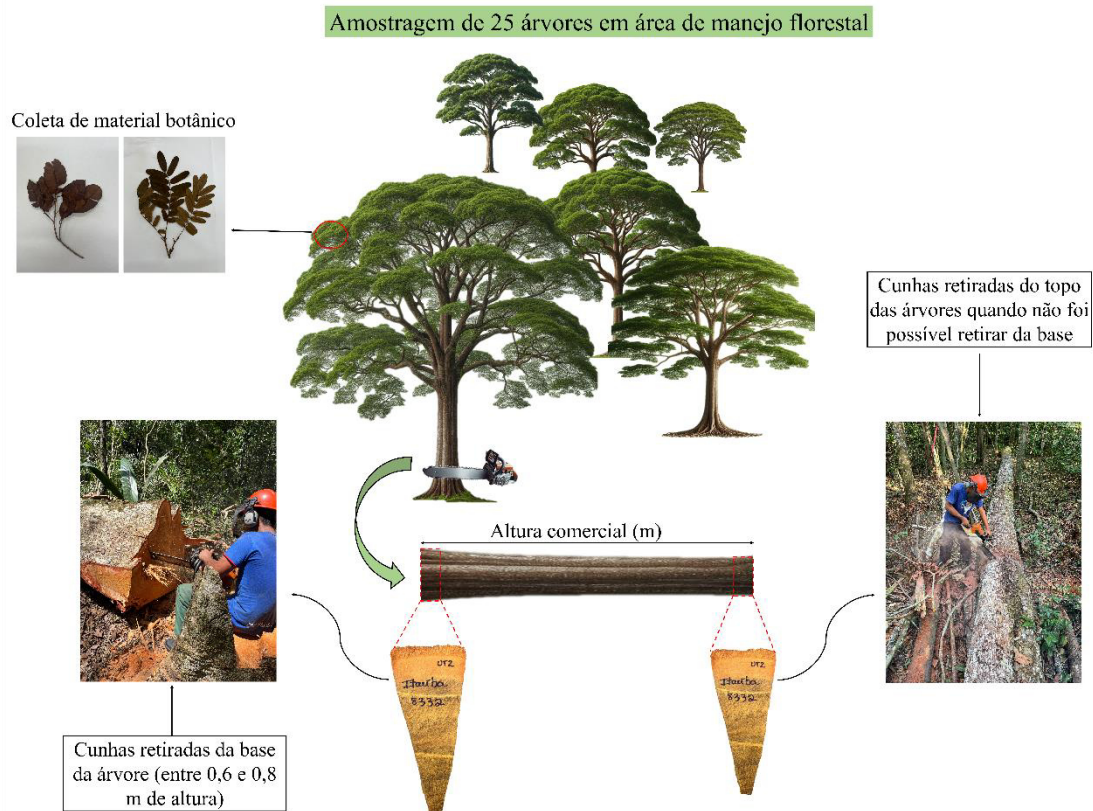 Amostragem de 25 árvores em área de manejo florestal
Coleta de material botânico
Cunhas retiradas do topo
das árvores quando não foi
possível retirar da base
Altura comercial (m)
UT2
Itaúba
8332
UT2
Itaúba
8332
Cunhas retiradas da base
da árvore (entre 0,6 e 0,8
m de altura)